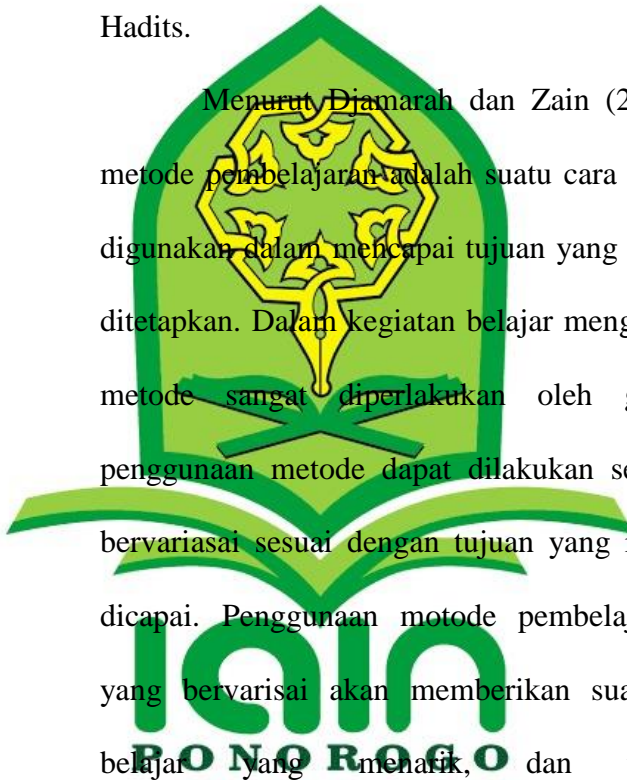 Hadits.
Menurut Djamarah dan Zain (2
metode pembelajaran adalah suatu cara
digunakan dalam mencapai tujuan yang
ditetapkan. Dalam kegiatan belajar meng
metode sangat diperlakukan oleh g
penggunaan metode dapat dilakukan se
bervariasai sesuai dengan tujuan yang
dicapai. Penggunaan motode pembelaj
yang bervarisai akan memberikan sua
belajar yang menarik, dan
iain
PONOROGO